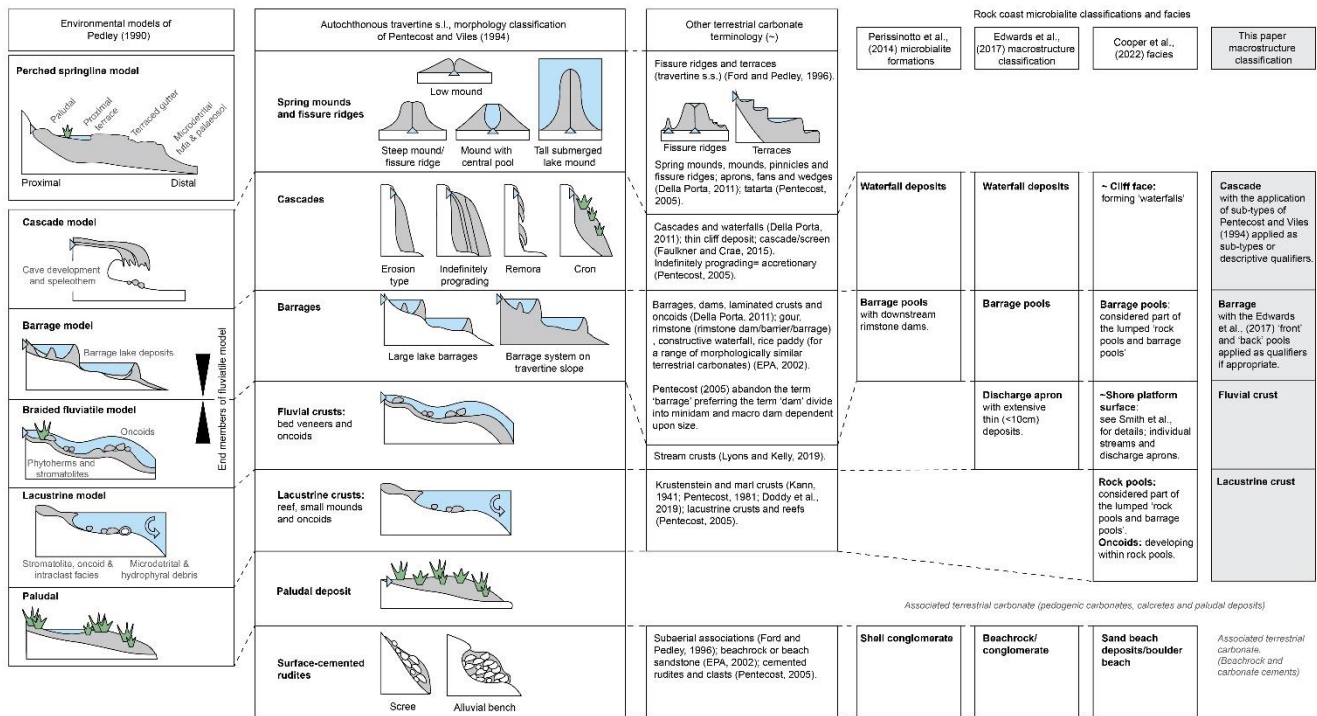 Environmental models of
Pedley (1990)
Perched springline model
Paludal
Proximal
terrace
Terraced gutter
Microdetrital
tufa & palaeosol
Proximal
Distal
Cascade model
Cave development
and speleothem
Barrage model
Barrage lake deposits
Braided fluviatile model
Oncoids
Phytoherms and
stromatolites
End members of fluviatile model
Lacustrine model
Stromatolite, oncoid &
intraclast facies
Microdetrital &
hydrophyral debris
Paludal
Autochthonous travertine s.l., morphology classification
of Pentecost and Viles (1994)
Spring mounds
and fissure ridges
Low mound
Steep mound/
fissure ridge
Mound with
central pool
Tall submerged
lake mound
Cascades
Erosion
type
Indefinitely
prograding
Remora
Cron
Barrages
Large lake barrages
Barrage system on
travertine slope
Fluvial crusts:
bed veneers and
oncoids
Lacustrine crusts:
reef, small mounds
and oncoids
Paludal deposit
Surface-cemented
rudites
Scree
Alluvial bench
Other terrestrial carbonate
terminology (~)
Fissure ridges and terraces
(travertine s.s.) (Ford and Pedley, 1996).
Fissure ridges
Terraces
Spring mounds, mounds, pinnicles and
fissure ridges; aprons, fans and wedges
(Della Porta, 2011); tatarta (Pentecost,
2005).
Cascades and waterfalls (Della Porta,
2011); thin cliff deposit; cascade/screen
(Faulkner and Crae, 2015).
Indefinitely prograding= accretionary
(Pentecost, 2005).
Barrages, dams, laminated crusts and
oncoids (Della Porta, 2011); gour,
rimstone (rimstone dam/barrier/barrage)
, constructive waterfall, rice paddy (for
a range of morphologically similar
terrestrial carbonates) (EPA, 2002).
Pentecost (2005) abandon the term
‘barrage’ preferring the term ‘dam’ divide
into minidam and macro dam dependent
upon size.
Stream crusts (Lyons and Kelly, 2019).
Krustenstein and marl crusts (Kann,
1941; Pentecost, 1981; Doddy et al.,
2019); lacustrine crusts and reefs
(Pentecost, 2005).
Subaerial associations (Ford and
Pedley, 1996); beachrock or beach
sandstone (EPA, 2002); cemented
rudites and clasts (Pentecost, 2005).
Rock coast microbialite classifications and facies
Perissinotto et al.,
(2014) microbialite
formations
Waterfall deposits
Barrage pools
with downstream
rimstone dams.
Shell conglomerate
Edwards et al.,
(2017) macrostructure
classification
Waterfall deposits
Barrage pools
Discharge apron
with extensive
thin (<10cm)
deposits.
Beachrock/
conglomerate
Cooper et al.,
(2022) facies
~ Cliff face:
forming ‘waterfalls’
Barrage pools:
considered part of
the lumped ‘rock
pools and barrage
pools’
~Shore platform
surface:
see Smith et al.,
for details; individual
streams and
discharge aprons.
Rock pools:
considered part of
the lumped ‘rock
pools and barrage
pools’.
Oncoids: developing
within rock pools.
Sand beach
deposits/boulder
beach
This paper
macrostructure
classification
Cascade
with the application
of sub-types of
Pentecost and Viles
(1994) applied as
sub-types or
descriptive qualifiers.
Barrage
with the Edwards
et al., (2017) ‘front’
and ‘back’ pools
applied as qualifiers
if appropriate.
Fluvial crust
Lacustrine crust
Associated terrestrial carbonate (pedogenic carbonates, calcretes and paludal deposits)
Associated terrestrial
carbonate.
(Beachrock and
carbonate cements)